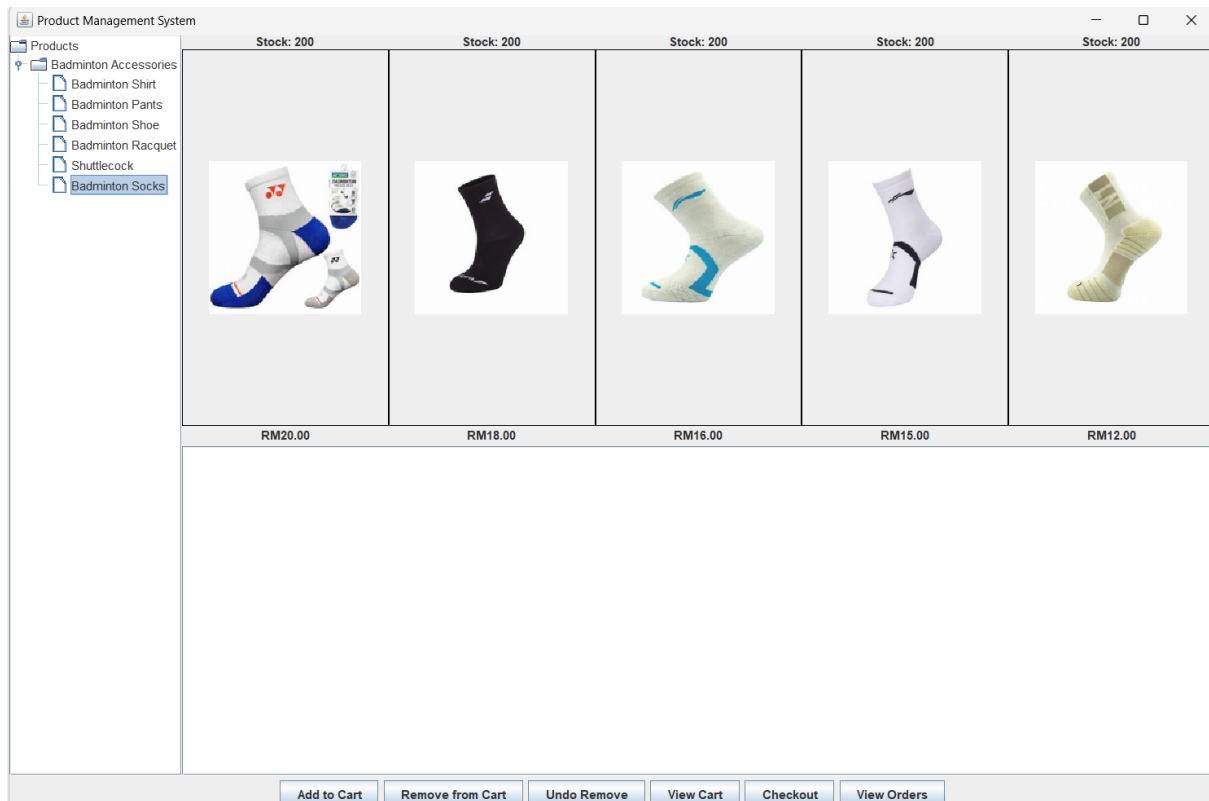 Product Management System
Products
Badminton Accessories
Badminton Shirt
Badminton Pants
Badminton Shoe
Badminton Racquet
Shuttlecock
Badminton Socks
Stock: 200 Stock: 200 Stock: 200 Stock: 200 Stock: 200
RM20.00 RM18.00 RM16.00 RM15.00 RM12.00
Add to Cart Remove from Cart Undo Remove View Cart Checkout View Orders